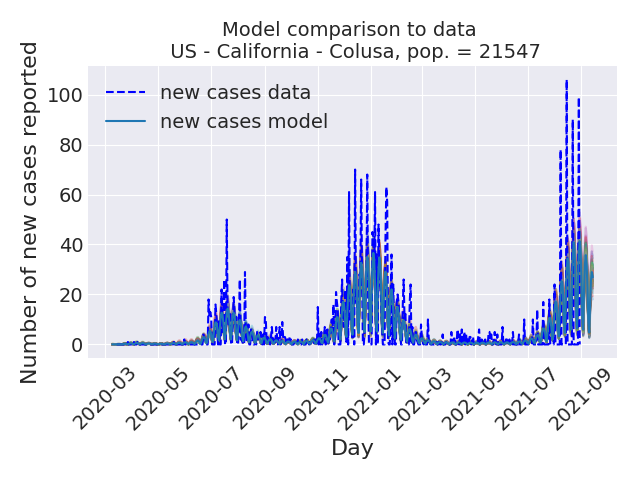 Model comparison to data
US - California - Colusa, pop. = 21547
Number of new cases reported
100
80
60
40
20
0
new cases data
new cases model
2020-03
2020-05
2020-07
2020-09
2020-11
2021-01
2021-03
2021-05
2021-07
2021-09
Day